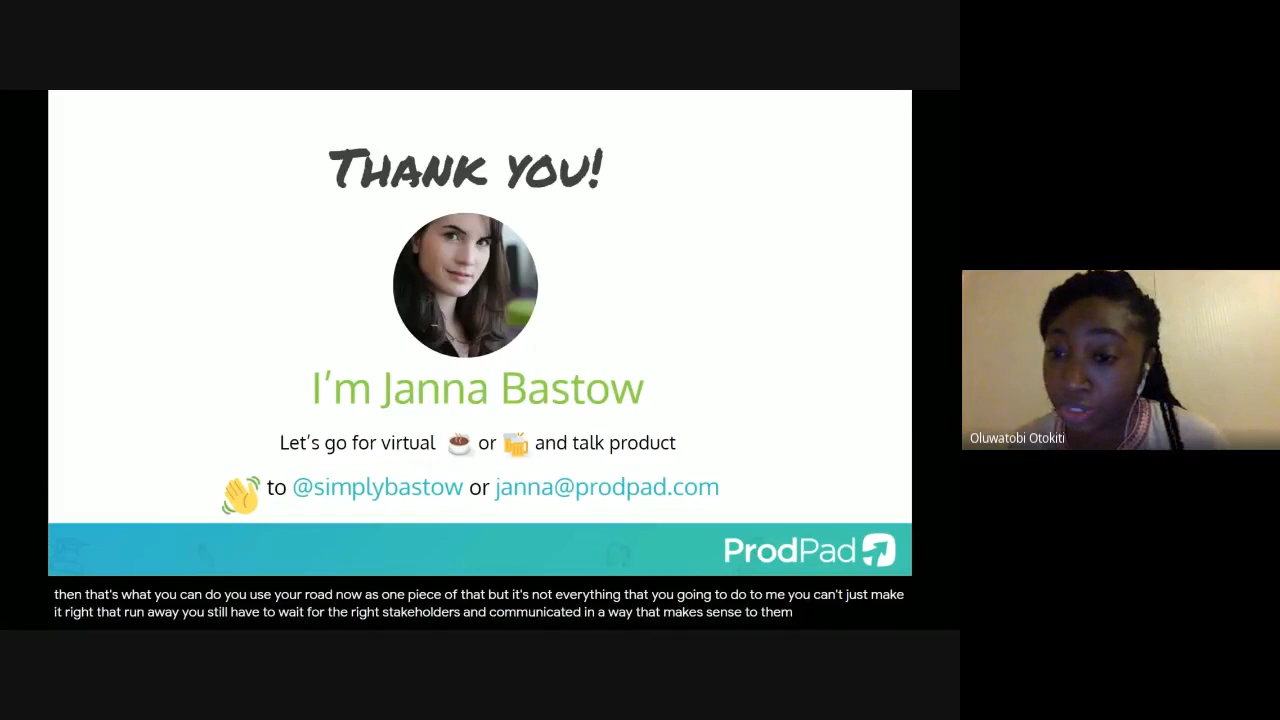 THANK YOU!
I'm Janna Bastow
Let's go for virtual ☕ or 🍻 and talk product
👋 to @simplybastow or janna@prodpad.com
ProdPad
then that's what you can do you use your road now as one piece of that but it's not everything that you going to do to me you can't just make
it right that run away you still have to wait for the right stakeholders and communicated in a way that makes sense to them
Oluwatobi Otokiti